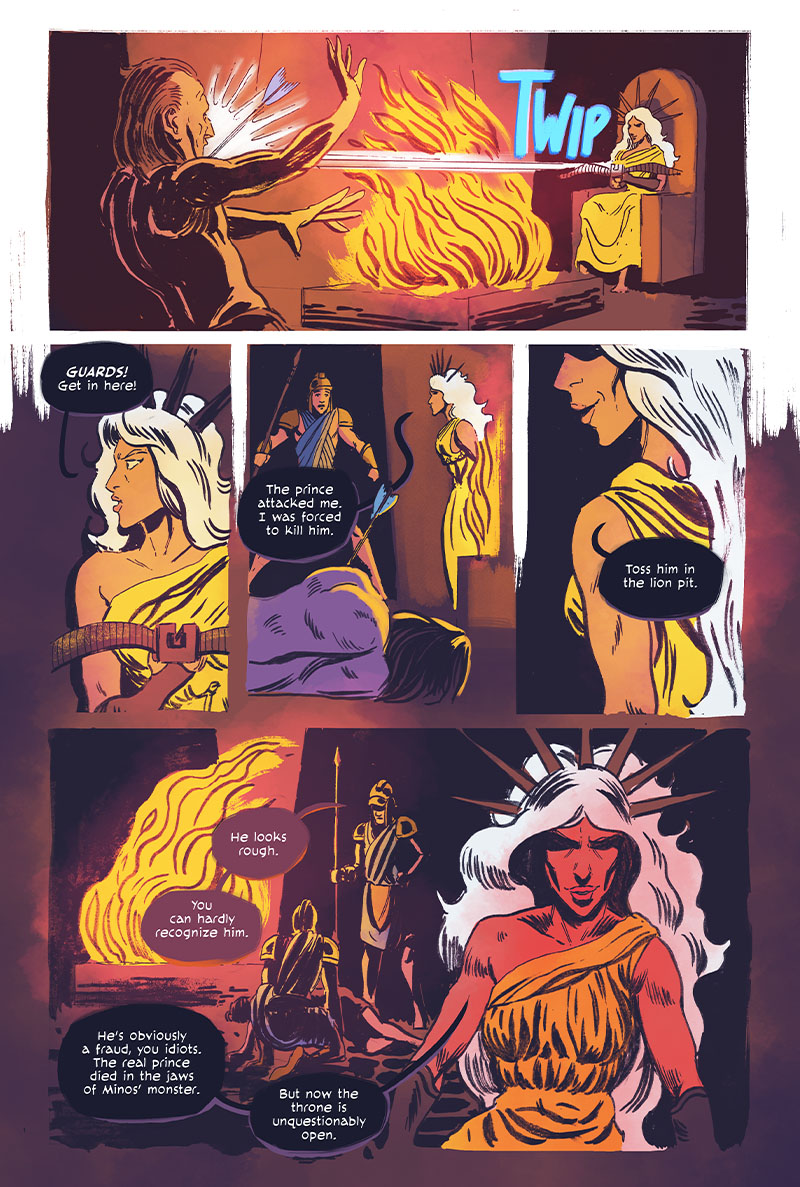 TWIP
GUARDS!
Get in here!
The prince
attacked me.
I was forced
to kill him.
Toss him in
the lion pit.
He looks
rough.
You
can hardly
recognize him.
He's obviously
a fraud, you idiots.
The real prince
died in the jaws
of Minos' monster.
But now the
throne is
unquestionably
open.